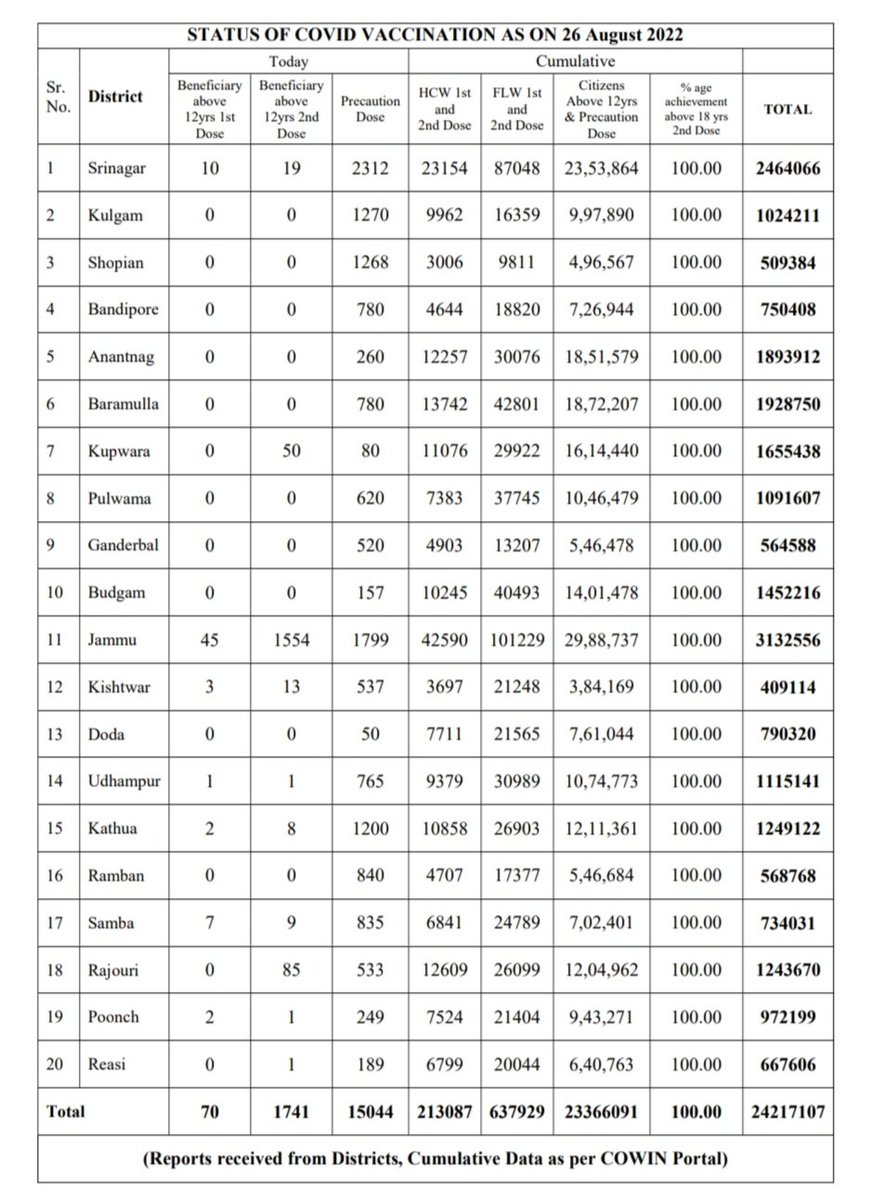 STATUS OF COVID VACCINATION AS ON 26 August 2022
Sr. No. District Today Cumulative
Beneficiary above 12yrs 1st Dose Beneficiary above 12yrs 2nd Dose Precaution Dose HCW 1st and 2nd Dose FLW 1st and 2nd Dose Citizens Above 12yrs & Precaution Dose % age achievement above 18 yrs 2nd Dose TOTAL
1 Srinagar 10 19 2312 23154 87048 23,53,864 100.00 2464066
2 Kulgam 0 0 1270 9962 16359 9,97,890 100.00 1024211
3 Shopian 0 0 1268 3006 9811 4,96,567 100.00 509384
4 Bandipore 0 0 780 4644 18820 7,26,944 100.00 750408
5 Anantnag 0 0 260 12257 30076 18,51,579 100.00 1893912
6 Baramulla 0 0 780 13742 42801 18,72,207 100.00 1928750
7 Kupwara 0 50 80 11076 29922 16,14,440 100.00 1655438
8 Pulwama 0 0 620 7383 37745 10,46,479 100.00 1091607
9 Ganderbal 0 0 520 4903 13207 5,46,478 100.00 564588
10 Budgam 0 0 157 10245 40493 14,01,478 100.00 1452216
11 Jammu 45 1554 1799 42590 101229 29,88,737 100.00 3132556
12 Kishtwar 3 13 537 3697 21248 3,84,169 100.00 409114
13 Doda 0 0 50 7711 21565 7,61,044 100.00 790320
14 Udhampur 1 1 765 9379 30989 10,74,773 100.00 1115141
15 Kathua 2 8 1200 10858 26903 12,11,361 100.00 1249122
16 Ramban 0 0 840 4707 17377 5,46,684 100.00 568768
17 Samba 7 9 835 6841 24789 7,02,401 100.00 734031
18 Rajouri 0 85 533 12609 26099 12,04,962 100.00 1243670
19 Poonch 2 1 249 7524 21404 9,43,271 100.00 972199
20 Reasi 0 1 189 6799 20044 6,40,763 100.00 667606
Total 70 1741 15044 213087 637929 23366091 100.00 24217107
(Reports received from Districts, Cumulative Data as per COWIN Portal)